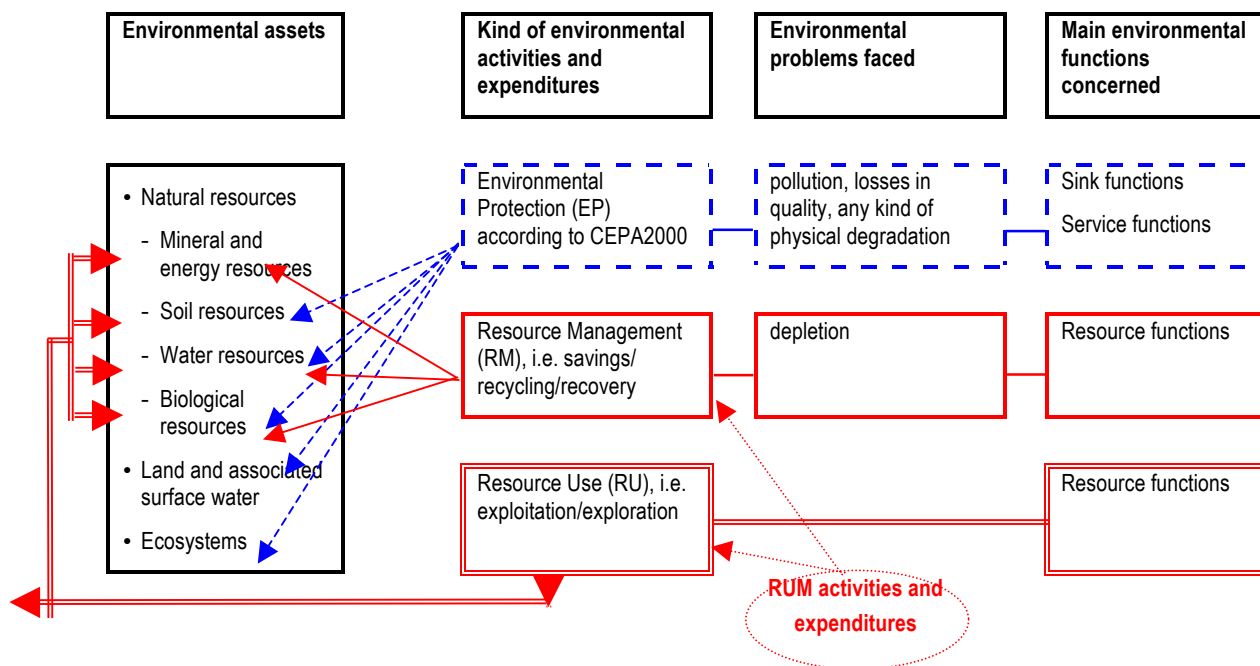 Environmental assets
Kind of environmental
activities and
expenditures
Environmental
problems faced
Main environmental
functions
concerned
• Natural resources
- Mineral and
energy resources
- Soil resources
- Water resources
- Biological
resources
• Land and associated
surface water
• Ecosystems
Environmental
Protection (EP)
according to CEPA2000
pollution, losses in
quality, any kind of
physical degradation
Sink functions
Service functions
Resource Management
(RM), i.e. savings/
recycling/recovery
depletion
Resource functions
Resource Use (RU), i.e.
exploitation/exploration
Resource functions
RUM activities and
expenditures